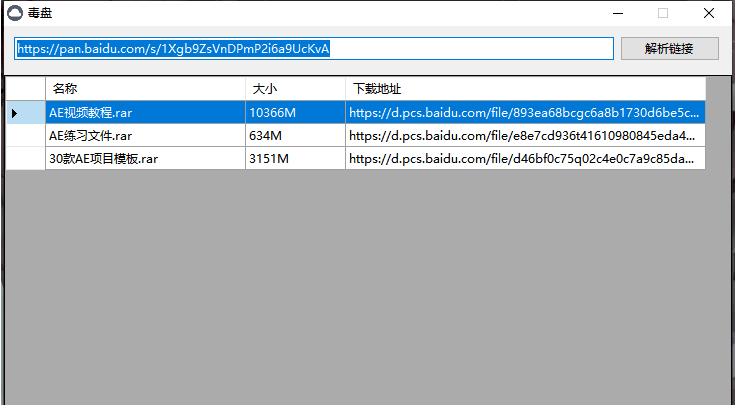 毒盘
https://pan.baidu.com/s/1Xgb9ZsVnDPmP2i6a9UcKvA 解析链接
名称 大小 下载地址
AE视频教程.rar 10366M https://d.pcs.baidu.com/file/893ea68bcgc6a8b1730d6be5c...
AE练习文件.rar 634M https://d.pcs.baidu.com/file/e8e7cd936t41610980845eda4...
30款AE项目模板.rar 3151M https://d.pcs.baidu.com/file/d46bf0c75q02c4e0c7a9c85da...